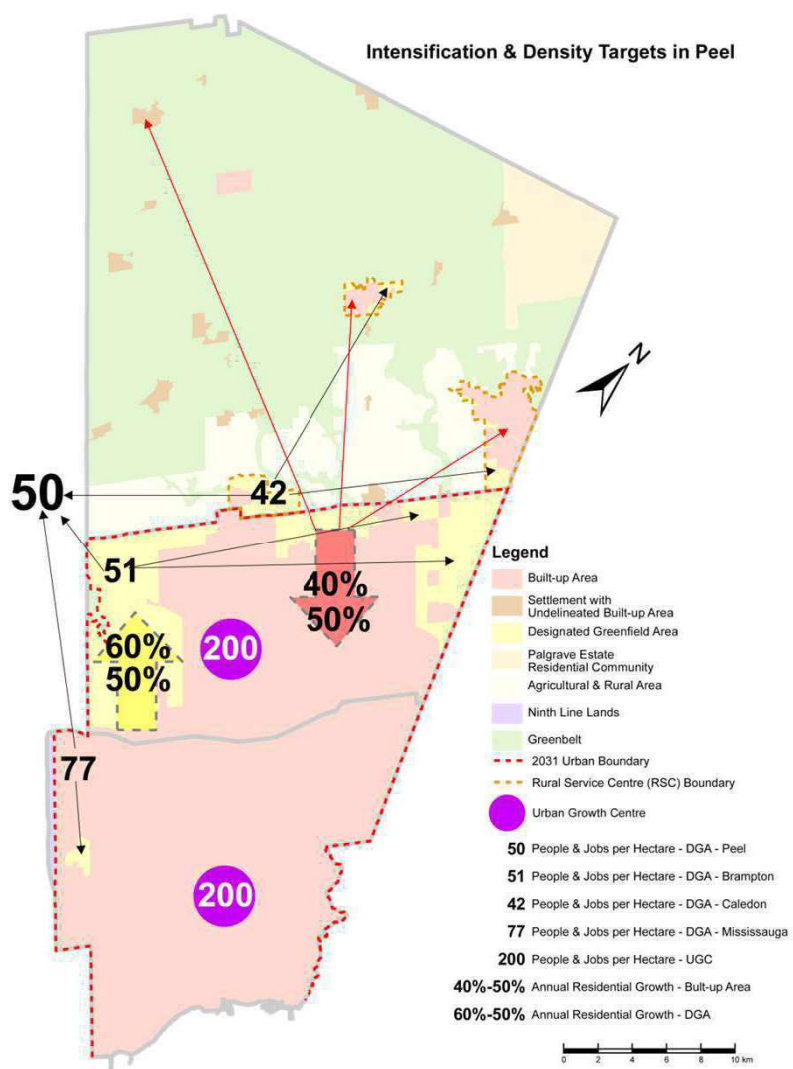 Intensification & Density Targets in Peel
N
50
42
51
40%
50%
60%
50%
200
77
200
Legend
Built-up Area
Settlement with
Undelineated Built-up Area
Designated Greenfield Area
Palgrave Estate
Residential Community
Agricultural & Rural Area
Ninth Line Lands
Greenbelt
2031 Urban Boundary
Rural Service Centre (RSC) Boundary
Urban Growth Centre
50 People & Jobs per Hectare - DGA - Peel
51 People & Jobs per Hectare - DGA - Brampton
42 People & Jobs per Hectare - DGA - Caledon
77 People & Jobs per Hectare - DGA - Mississauga
200 People & Jobs per Hectare - UGC
40%-50% Annual Residential Growth - Bult-up Area
60%-50% Annual Residential Growth - DGA
0 2 4 6 8 10 km